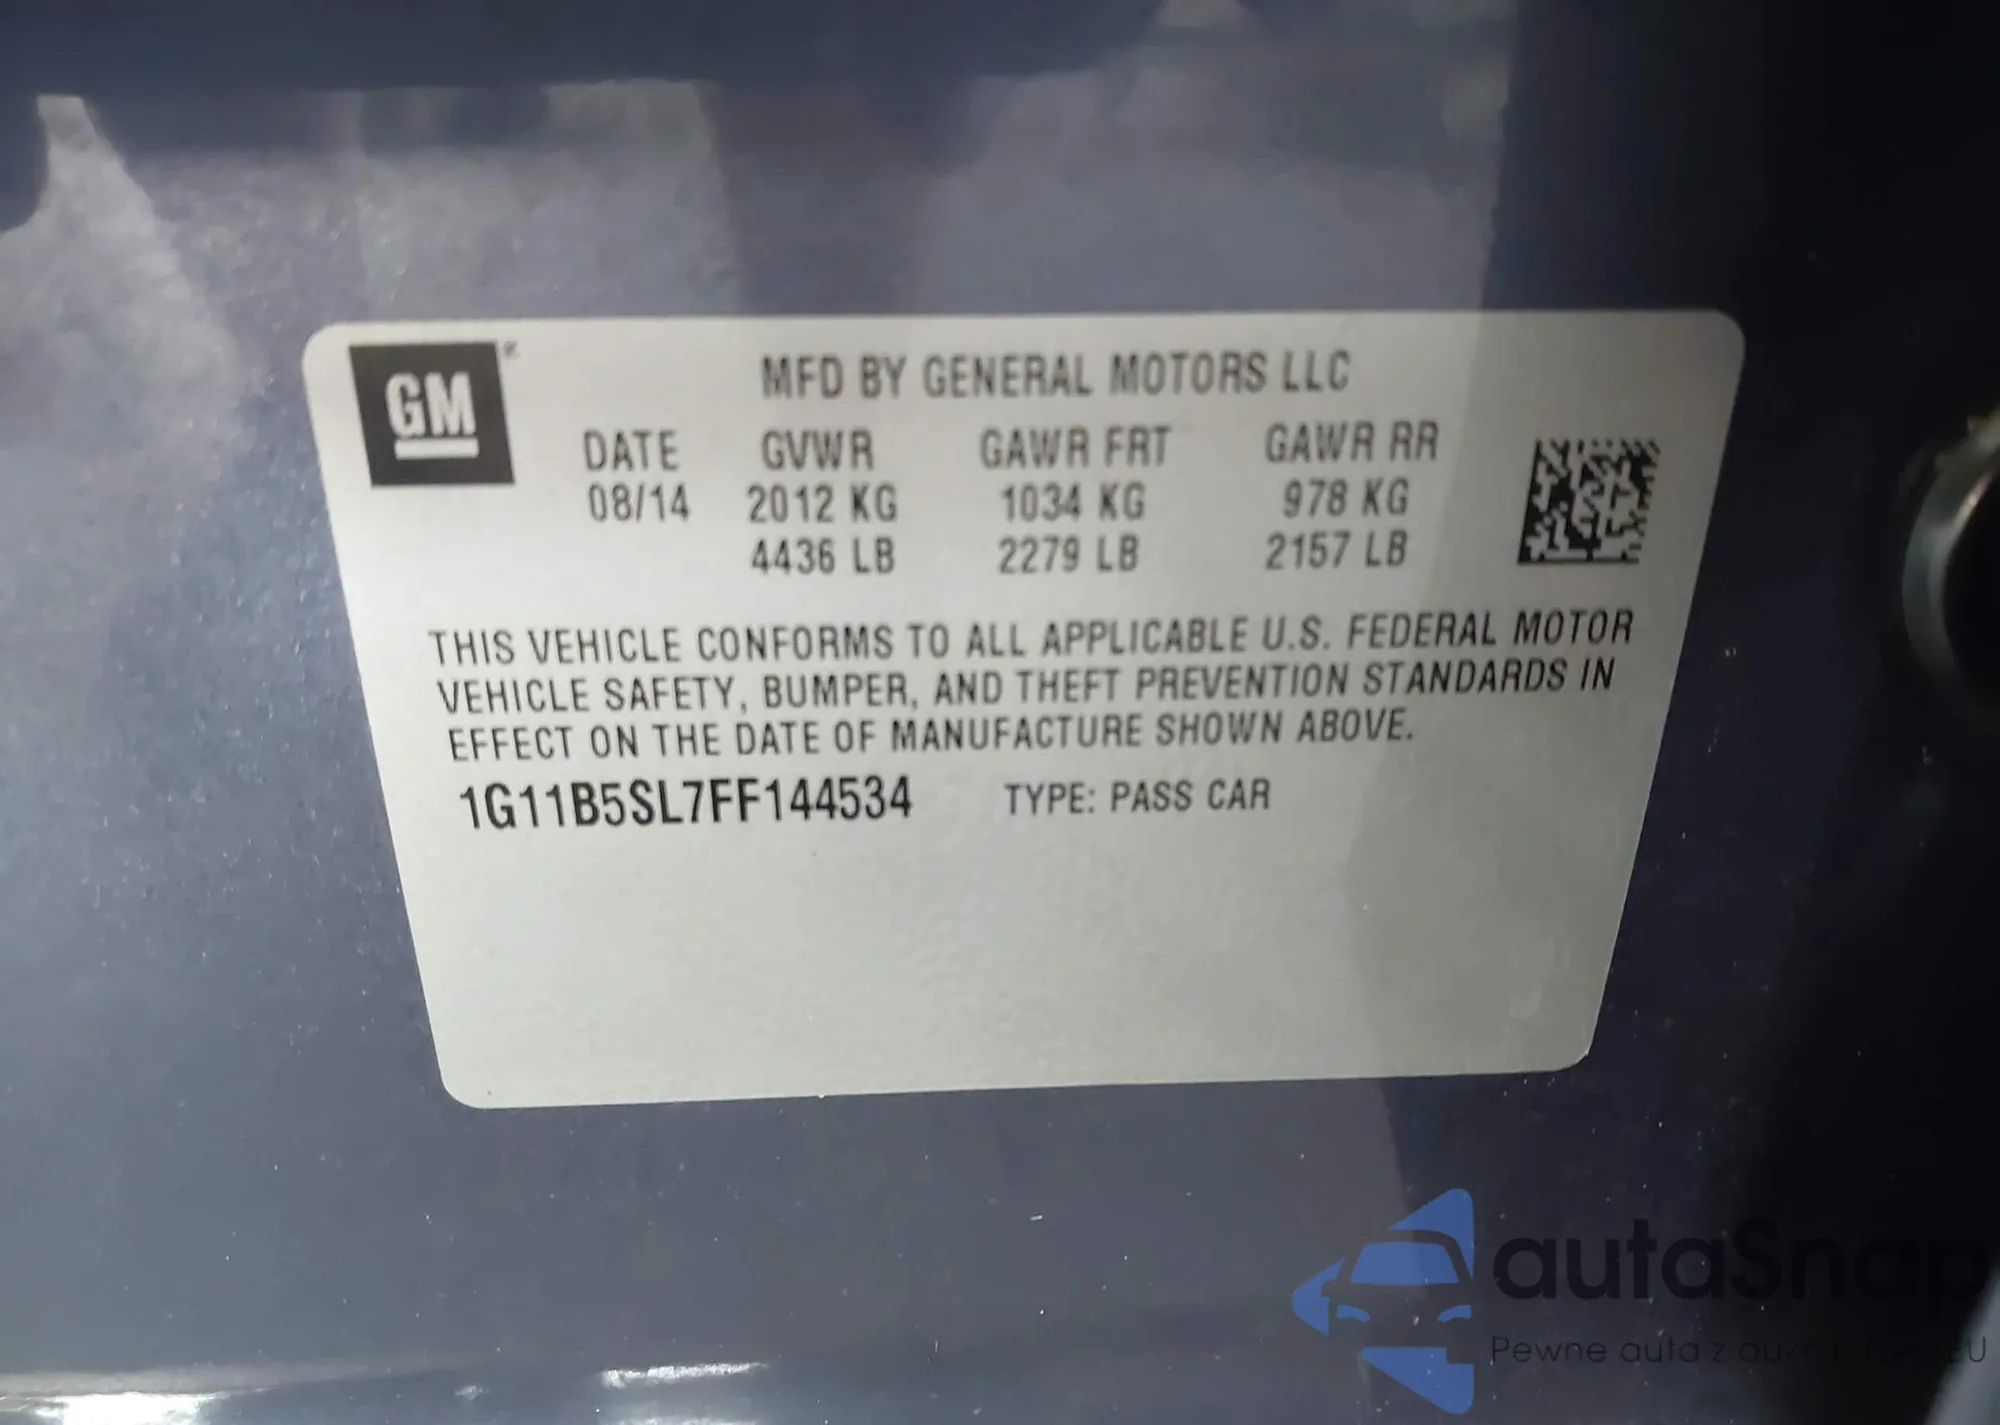 GM
MFD BY GENERAL MOTORS LLC
DATE GVWR GAWR FRT GAWR RR
08/14 2012 KG 1034 KG 978 KG
4436 LB 2279 LB 2157 LB
THIS VEHICLE CONFORMS TO ALL APPLICABLE U.S. FEDERAL MOTOR
VEHICLE SAFETY, BUMPER, AND THEFT PREVENTION STANDARDS IN
EFFECT ON THE DATE OF MANUFACTURE SHOWN ABOVE.
1G11B5SL7FF144534 TYPE: PASS CAR
autaSnap
Pewne auta z